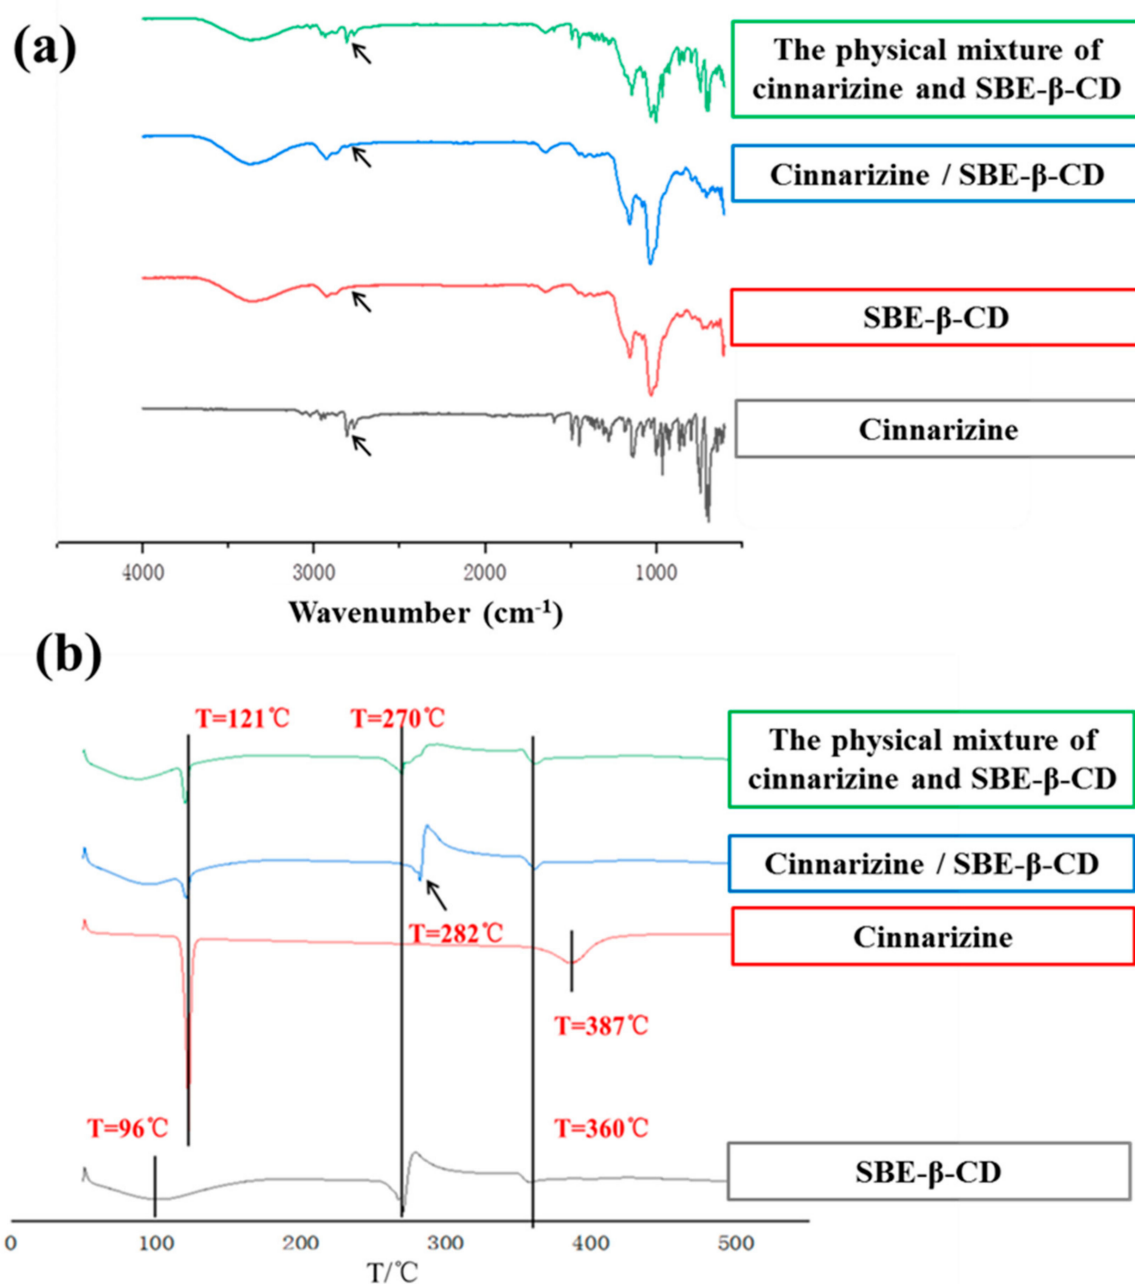 (a)
The physical mixture of
cinnarizine and SBE-β-CD
Cinnarizine / SBE-β-CD
SBE-β-CD
Cinnarizine
4000 3000 2000 1000
Wavenumber (cm⁻¹)
(b)
T=121℃ T=270℃
The physical mixture of
cinnarizine and SBE-β-CD
Cinnarizine / SBE-β-CD
T=282℃
Cinnarizine
T=387℃
T=96℃ T=360℃
SBE-β-CD
0 100 200 300 400 500
T/℃